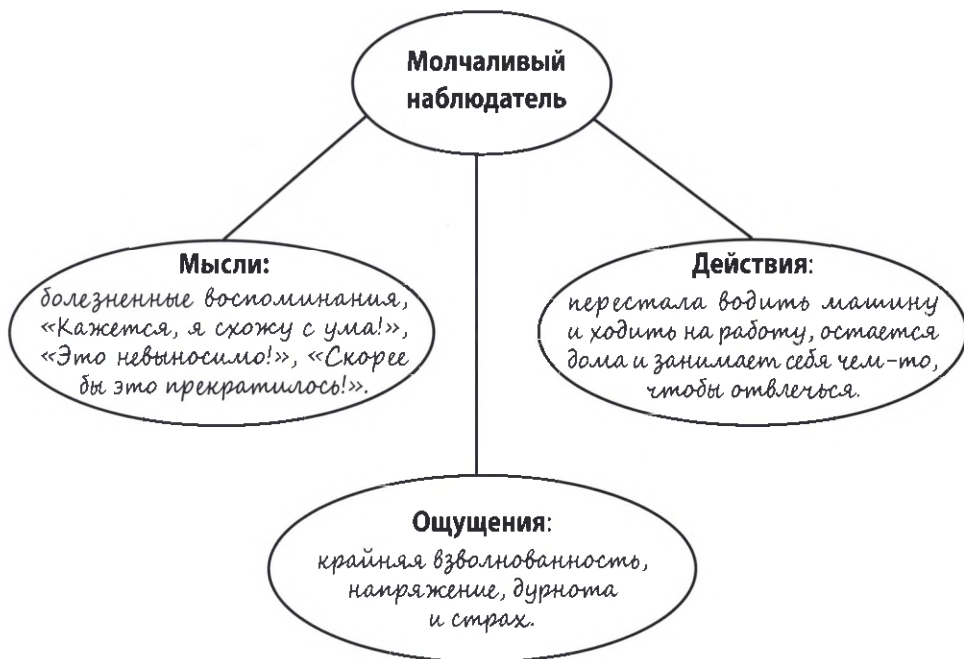 Молчаливый
наблюдатель
Мысли:
болезненные воспоминания,
«Кажется, я схожу с ума!»,
«Это невыносимо!», «Скорее
бы это прекратилось!».
Действия:
перестала водить машину
и ходить на работу, остается
дома и занимает себя чем-то,
чтобы отвлечься.
Ощущения:
крайняя взволнованность,
напряжение, дурнота
и страх.